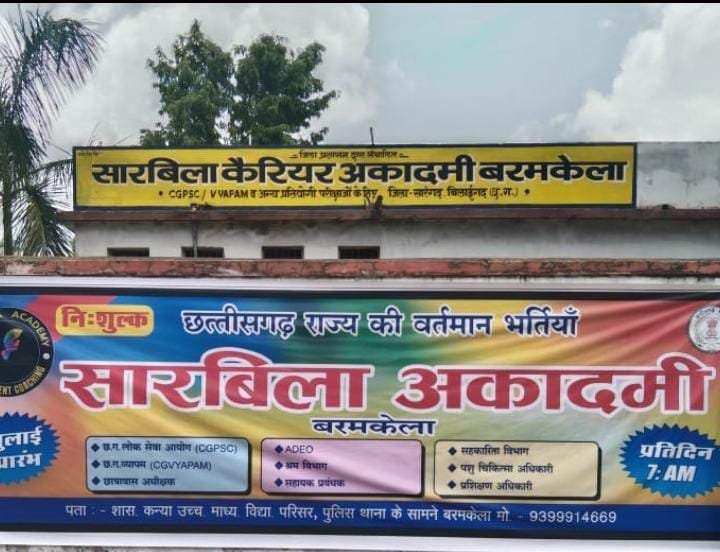 जिला प्रशासन द्वारा संचालित
सारबिला कैरियर अकादमी बरमकेला
• CGPSC / VYAPAM व अन्य प्रतियोगी परीक्षाओं के लिए, जिला-सारंगढ़, बिलाईगढ़ (छ.ग.) •
ACADEMY
नि:शुल्क
छत्तीसगढ़ राज्य की वर्तमान भर्तियाँ
सारबिला अकादमी
COACHING
बरमकेला
छ.ग.लोक सेवा आयोग (CGPSC)
छ.ग.व्यापम (CGVYAPAM)
छात्रावास अधीक्षक
ADEO
श्रम विभाग
सहायक प्रबंधक
सहकारिता विभाग
पशु चिकित्सा अधिकारी
प्रशिक्षण अधिकारी
प्रतिदिन
7: AM
पता : - शास. कन्या उच्च. माध्य. विद्या. परिसर, पुलिस थाना के सामने बरमकेला मो. - 9399914669